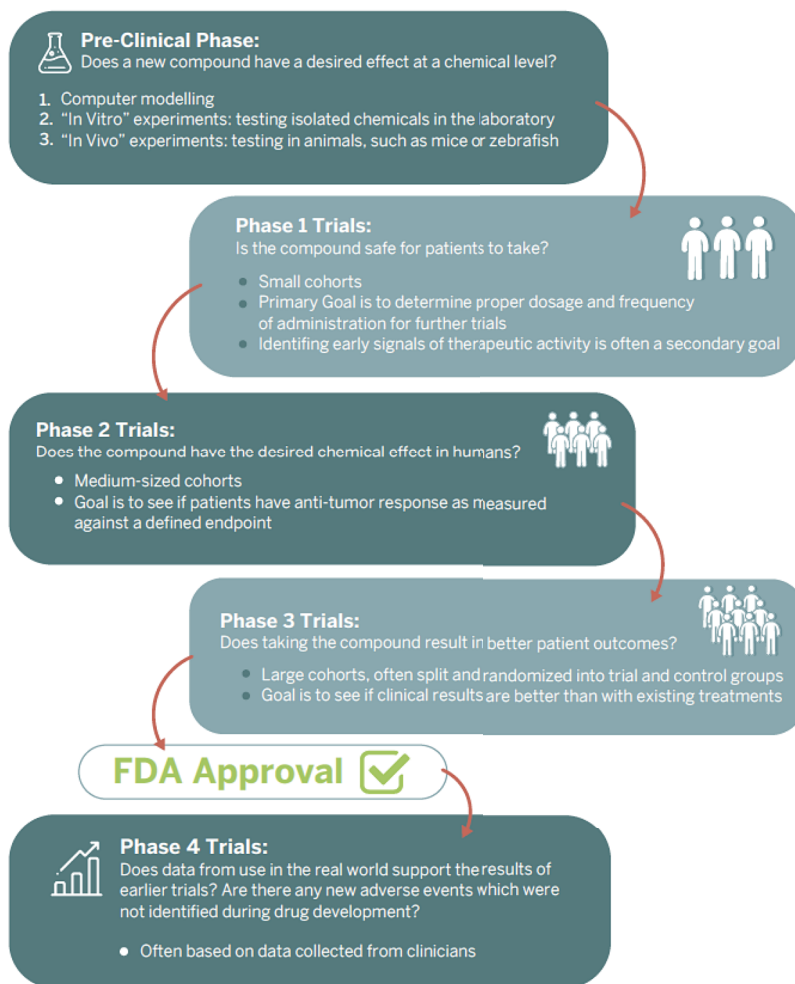 Pre-Clinical Phase:
Does a new compound have a desired effect at a chemical level?
1. Computer modelling
2. “In Vitro” experiments: testing isolated chemicals in the laboratory
3. “In Vivo” experiments: testing in animals, such as mice or zebrafish
Phase 1 Trials:
Is the compound safe for patients to take?
• Small cohorts
• Primary Goal is to determine proper dosage and frequency
of administration for further trials
• Identifing early signals of therapeutic activity is often a secondary goal
Phase 2 Trials:
Does the compound have the desired chemical effect in humans?
• Medium-sized cohorts
• Goal is to see if patients have anti-tumor response as measured
against a defined endpoint
Phase 3 Trials:
Does taking the compound result in better patient outcomes?
• Large cohorts, often split and randomized into trial and control groups
• Goal is to see if clinical results are better than with existing treatments
FDA Approval
Phase 4 Trials:
Does data from use in the real world support the results of
earlier trials? Are there any new adverse events which were
not identified during drug development?
• Often based on data collected from clinicians